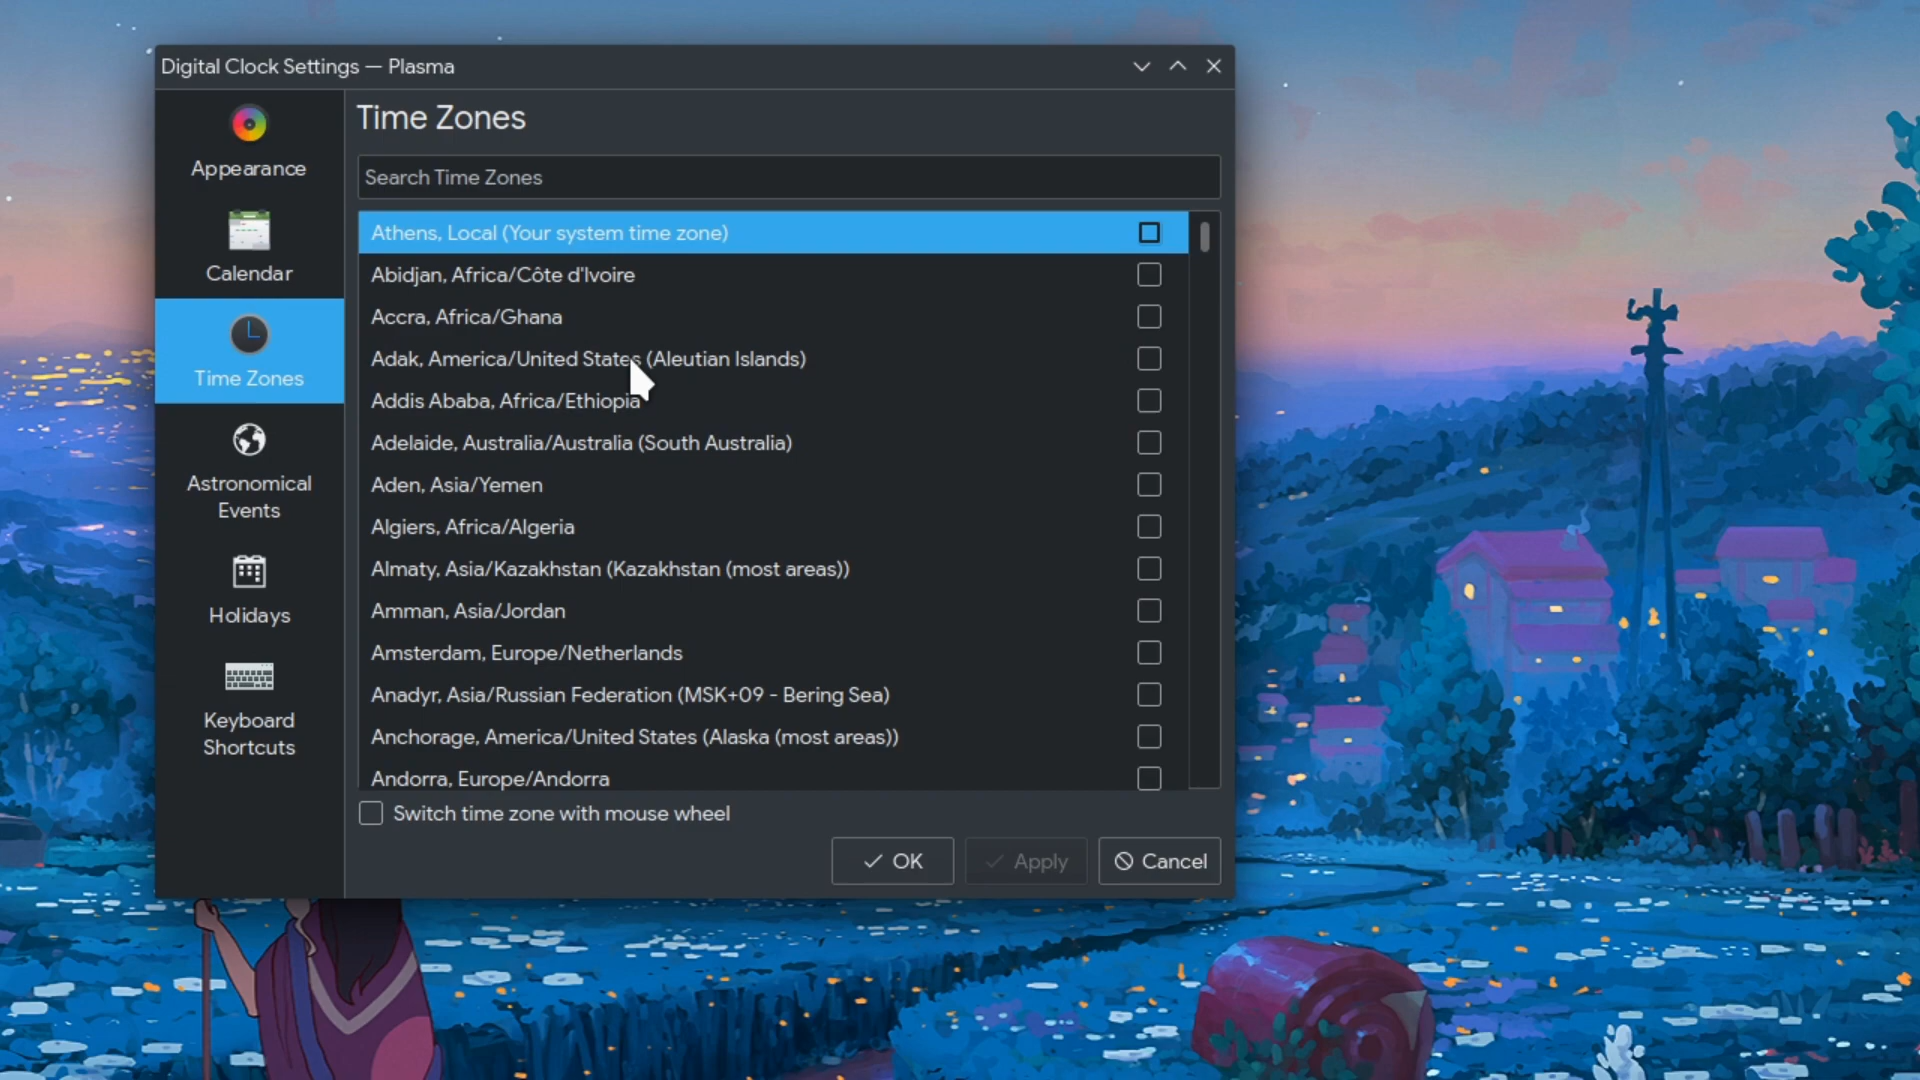 Digital Clock Settings — Plasma
Appearance
Calendar
Time Zones
Astronomical
Events
Holidays
Keyboard
Shortcuts
Time Zones
Search Time Zones
Athens, Local (Your system time zone)
Abidjan, Africa/Côte d'Ivoire
Accra, Africa/Ghana
Adak, America/United States (Aleutian Islands)
Addis Ababa, Africa/Ethiopia
Adelaide, Australia/Australia (South Australia)
Aden, Asia/Yemen
Algiers, Africa/Algeria
Almaty, Asia/Kazakhstan (Kazakhstan (most areas))
Amman, Asia/Jordan
Amsterdam, Europe/Netherlands
Anadyr, Asia/Russian Federation (MSK+09 - Bering Sea)
Anchorage, America/United States (Alaska (most areas))
Andorra, Europe/Andorra
Switch time zone with mouse wheel
OK
Apply
Cancel